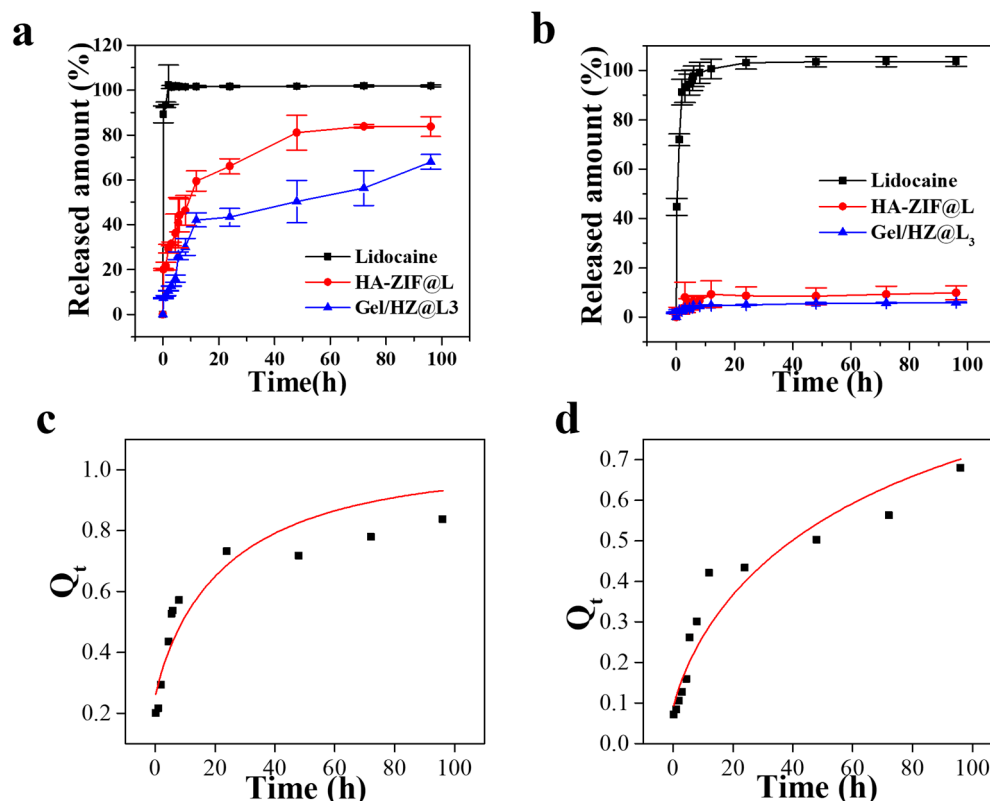 a
Released amount (%)
120
100
80
60
40
20
0
Lidocaine
HA-ZIF@L
Gel/HZ@L3
0 20 40 60 80 100
Time(h)
b
Released amount (%)
100
80
60
40
20
0
Lidocaine
HA-ZIF@L
Gel/HZ@L₃
0 20 40 60 80 100
Time (h)
c
Qₜ
1.0
0.8
0.6
0.4
0.2
0 20 40 60 80 100
Time (h)
d
Qₜ
0.7
0.6
0.5
0.4
0.3
0.2
0.1
0.0
0 20 40 60 80 100
Time (h)